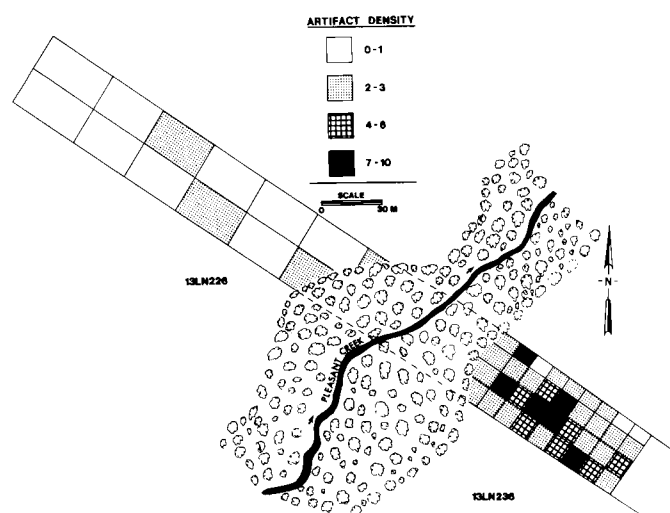 ARTIFACT DENSITY
0-1
2-3
4-6
7-10
SCALE
0 30 M
13LN226
-N-
PLEASANT CREEK
13LN236